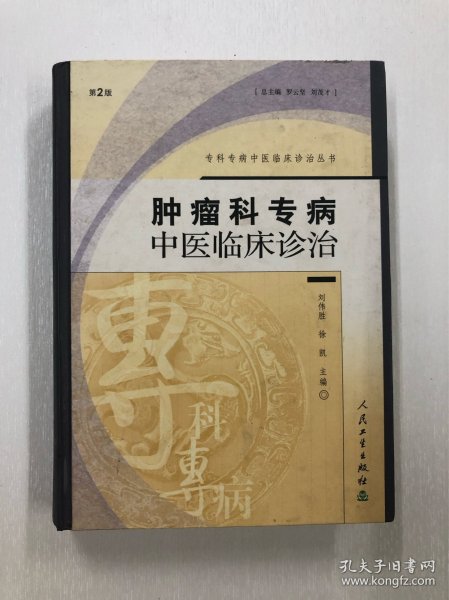 第2版
[ 总主编 罗云坚 刘茂才 ]
专科专病中医临床诊治丛书
肿瘤科专病
中医临床诊治
刘伟胜 徐凯 主编◎
專
科
專
病
人民卫生出版社
孔夫子旧书网
www.kongfz.com